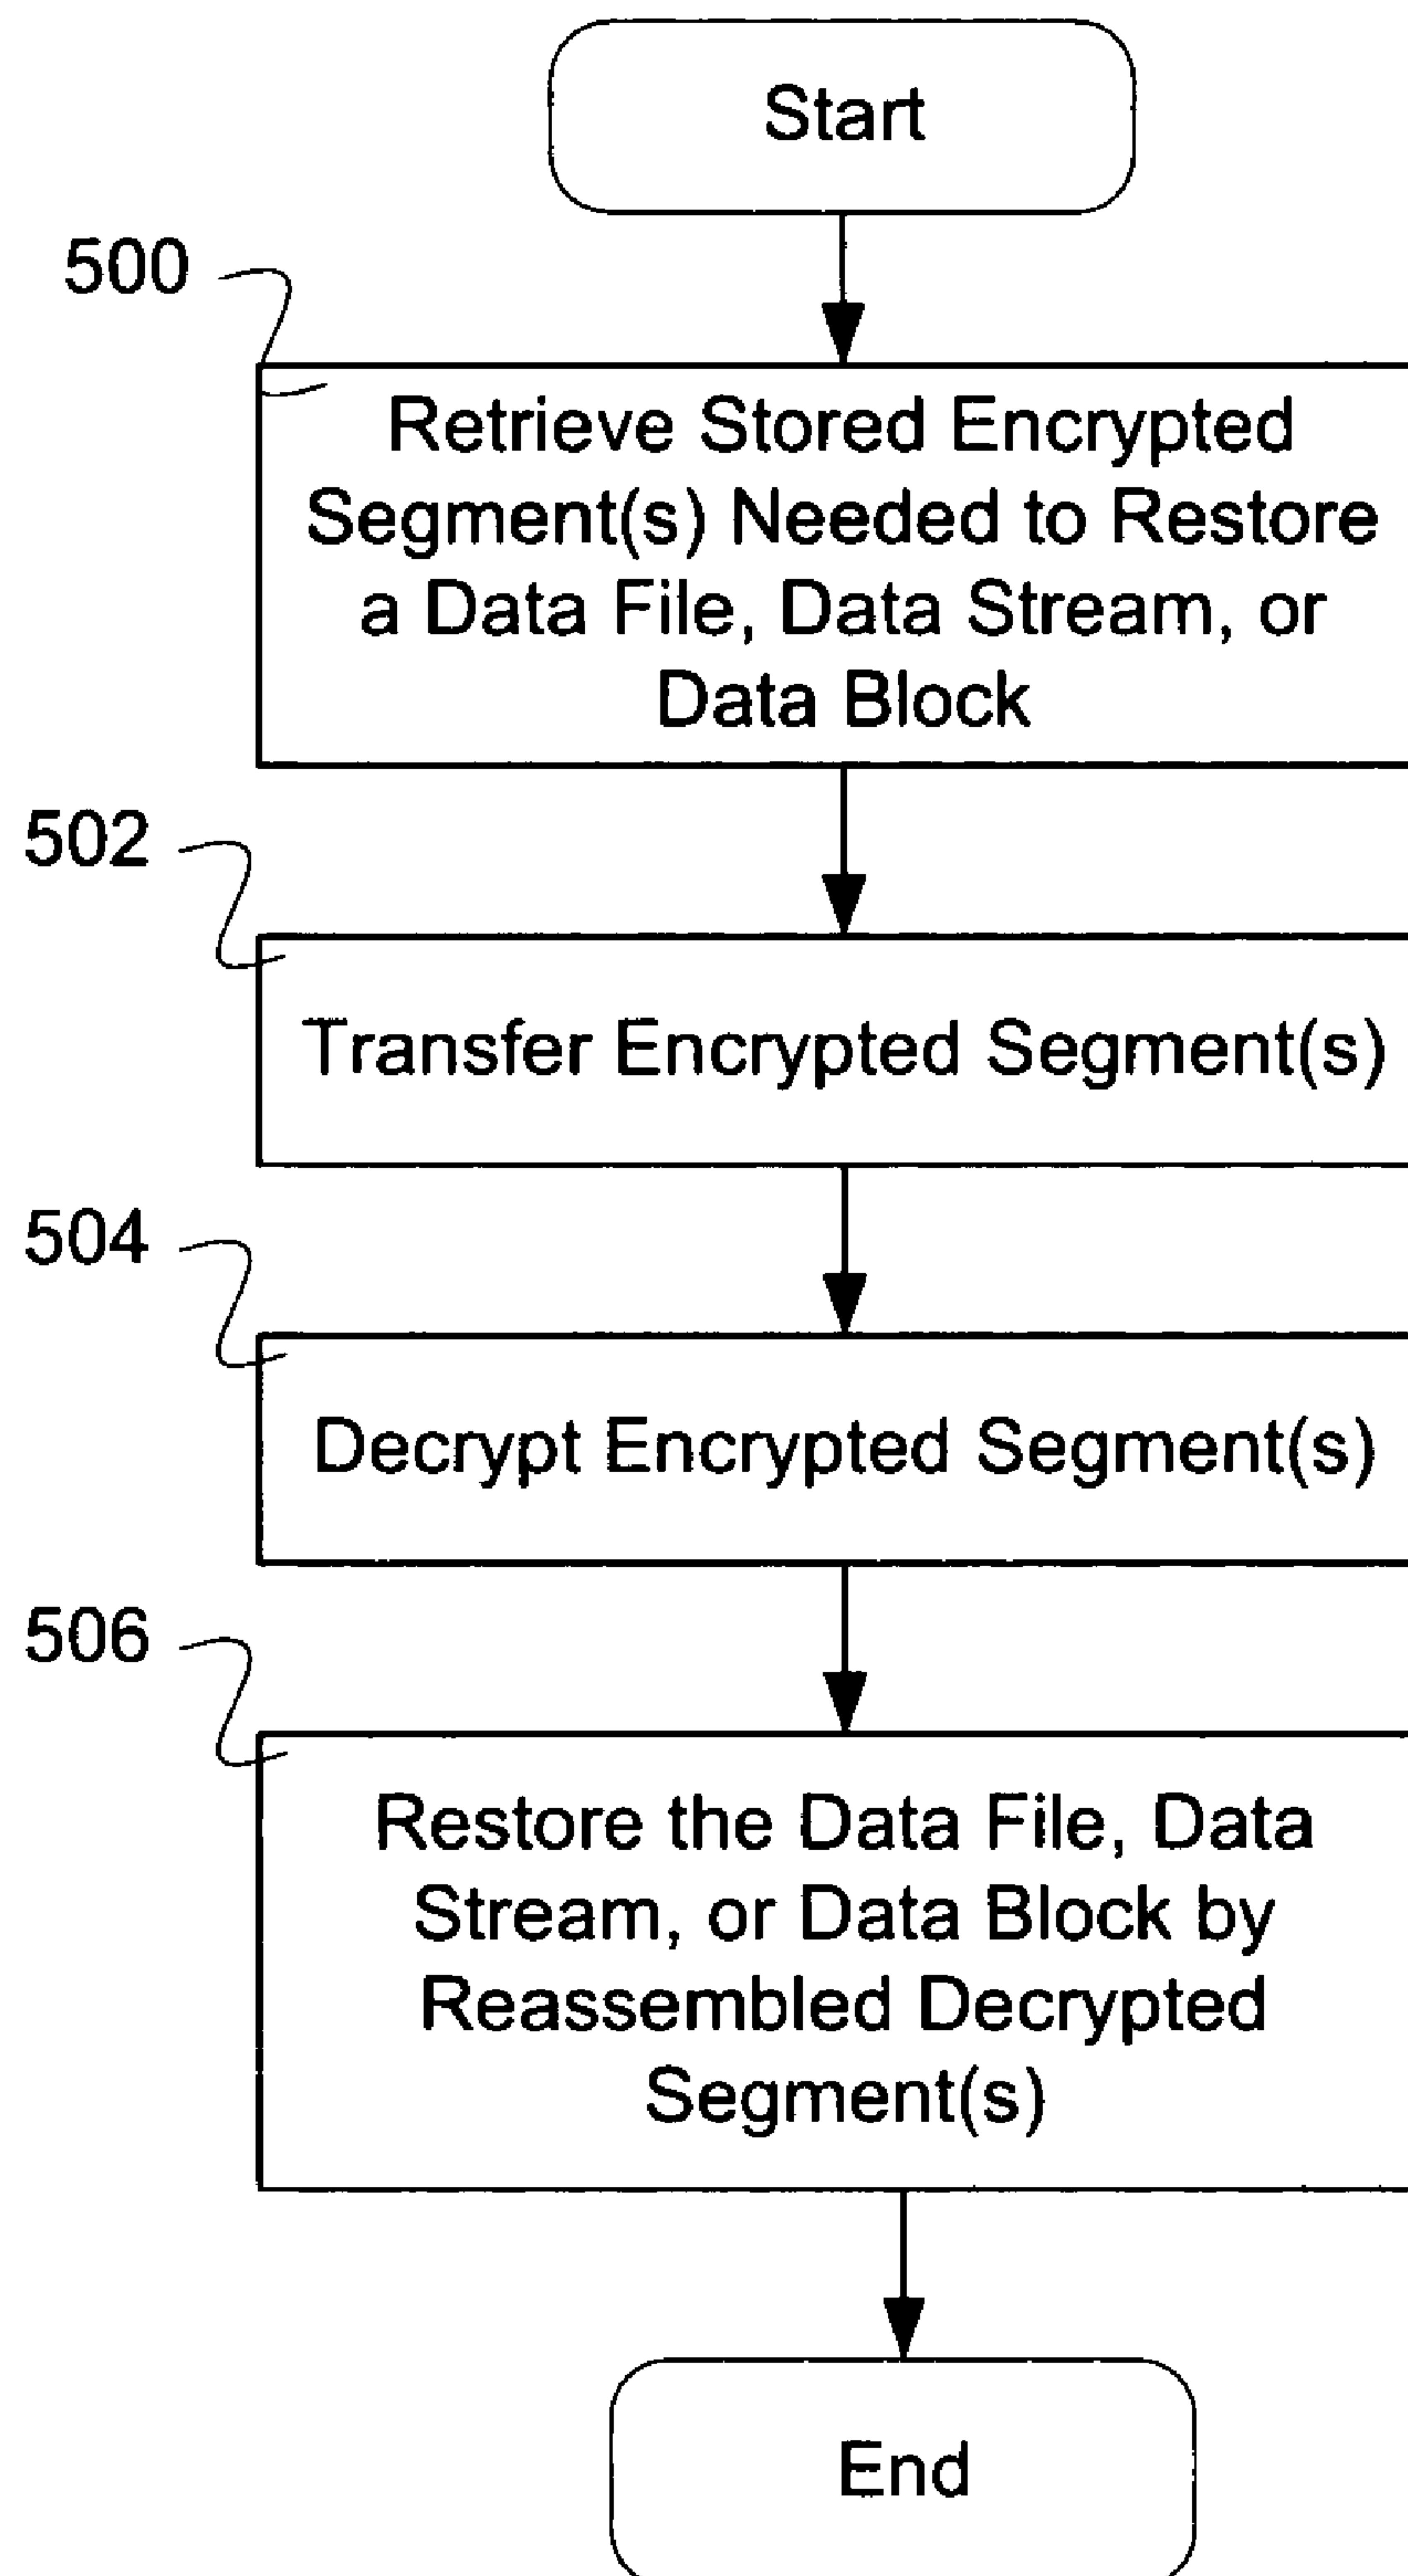 Start
500
Retrieve Stored Encrypted
Segment(s) Needed to Restore
a Data File, Data Stream, or
Data Block
502
Transfer Encrypted Segment(s)
504
Decrypt Encrypted Segment(s)
506
Restore the Data File, Data
Stream, or Data Block by
Reassembled Decrypted
Segment(s)
End